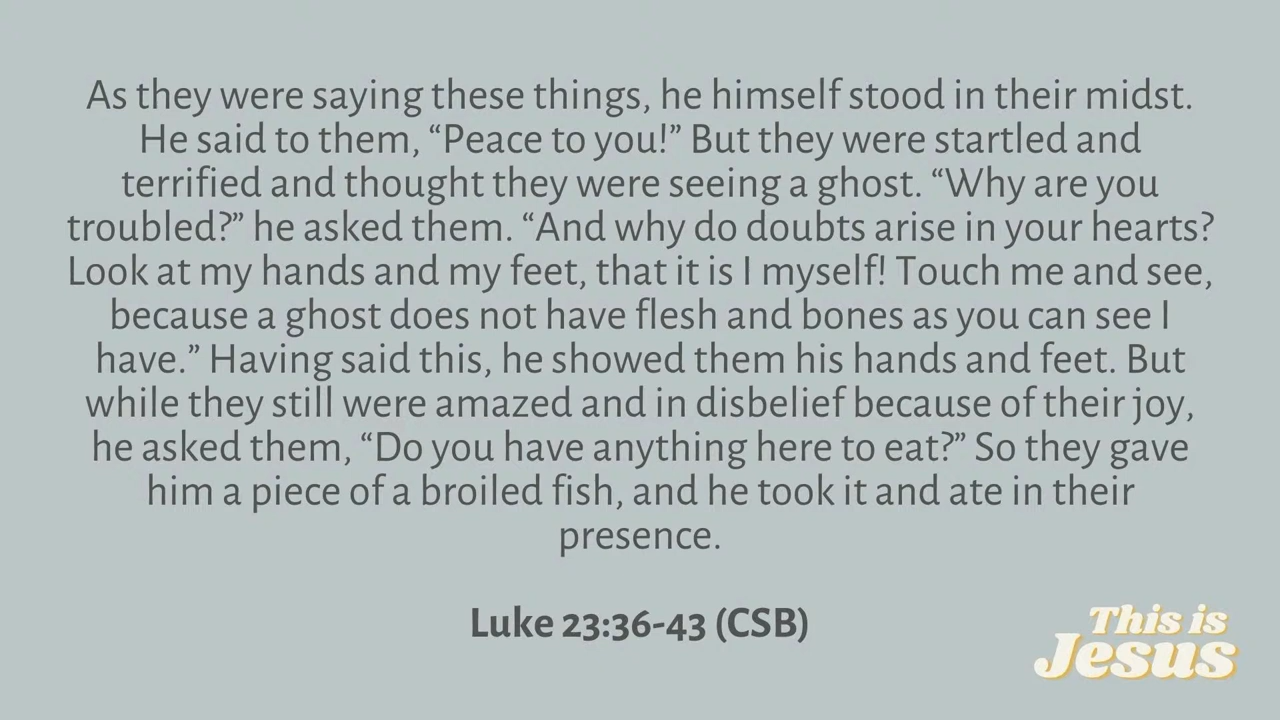 As they were saying these things, he himself stood in their midst.
He said to them, “Peace to you!” But they were startled and
terrified and thought they were seeing a ghost. “Why are you
troubled?” he asked them. “And why do doubts arise in your hearts?
Look at my hands and my feet, that it is I myself! Touch me and see,
because a ghost does not have flesh and bones as you can see I
have.” Having said this, he showed them his hands and feet. But
while they still were amazed and in disbelief because of their joy,
he asked them, “Do you have anything here to eat?” So they gave
him a piece of a broiled fish, and he took it and ate in their
presence.
Luke 23:36-43 (CSB)
This is
Jesus